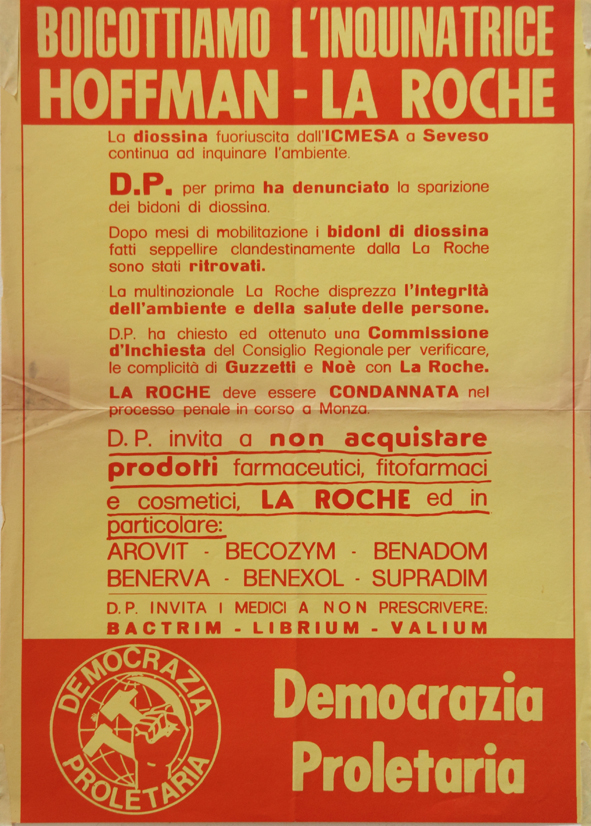 BOICOTTIAMO L'INQUINATRICE
HOFFMAN - LA ROCHE
La diossina fuoriuscita dall'ICMESA a Seveso
continua ad inquinare l'ambiente.
D.P. per prima ha denunciato la sparizione
dei bidoni di diossina.
Dopo mesi di mobilitazione i bidoni di diossina
fatti seppellire clandestinamente dalla La Roche
sono stati ritrovati.
La multinazionale La Roche disprezza l'integrità
dell'ambiente e della salute delle persone.
D.P. ha chiesto ed ottenuto una Commissione
d'Inchiesta del Consiglio Regionale per verificare,
le complicità di Guzzetti e Noè con La Roche.
LA ROCHE deve essere CONDANNATA nel
processo penale in corso a Monza.
D.P. invita a non acquistare
prodotti farmaceutici, fitofarmaci
e cosmetici, LA ROCHE ed in
particolare:
AROVIT - BECOZYM - BENADOM
BENERVA - BENEXOL - SUPRADIM
D.P. INVITA I MEDICI A NON PRESCRIVERE:
BACTRIM - LIBRIUM - VALIUM
DEMOCRAZIA
PROLETARIA
Democrazia
Proletaria